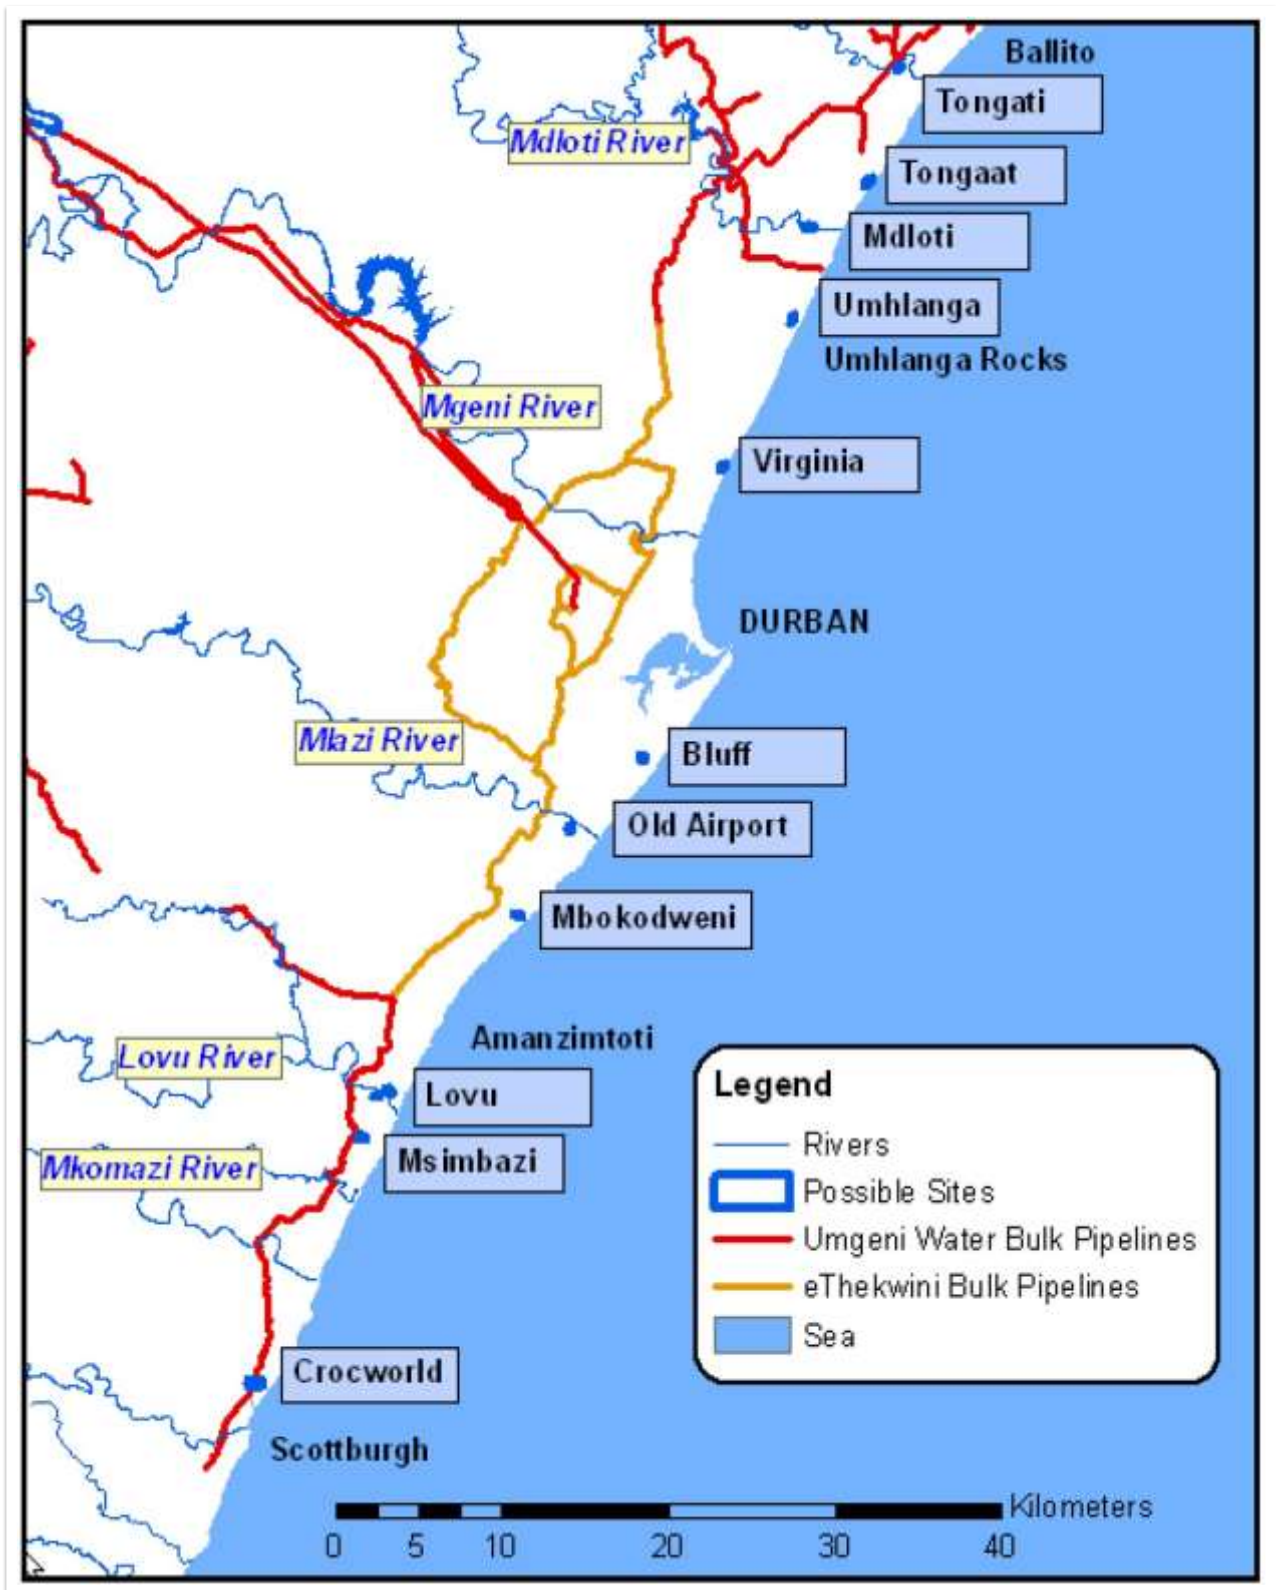 Ballito
Tongati
Mdloti River
Tongaat
Mdloti
Umhlanga
Umhlanga Rocks
Mgeni River
Virginia
DURBAN
Mlazi River
Bluff
Old Airport
Mbokodweni
Amanzimtoti
Lovu River
Lovu
Msimbazi
Mkomazi River
Crocworld
Scottburgh
Legend
Rivers
Possible Sites
Umgeni Water Bulk Pipelines
eThekwini Bulk Pipelines
Sea
Kilometers
0 5 10 20 30 40